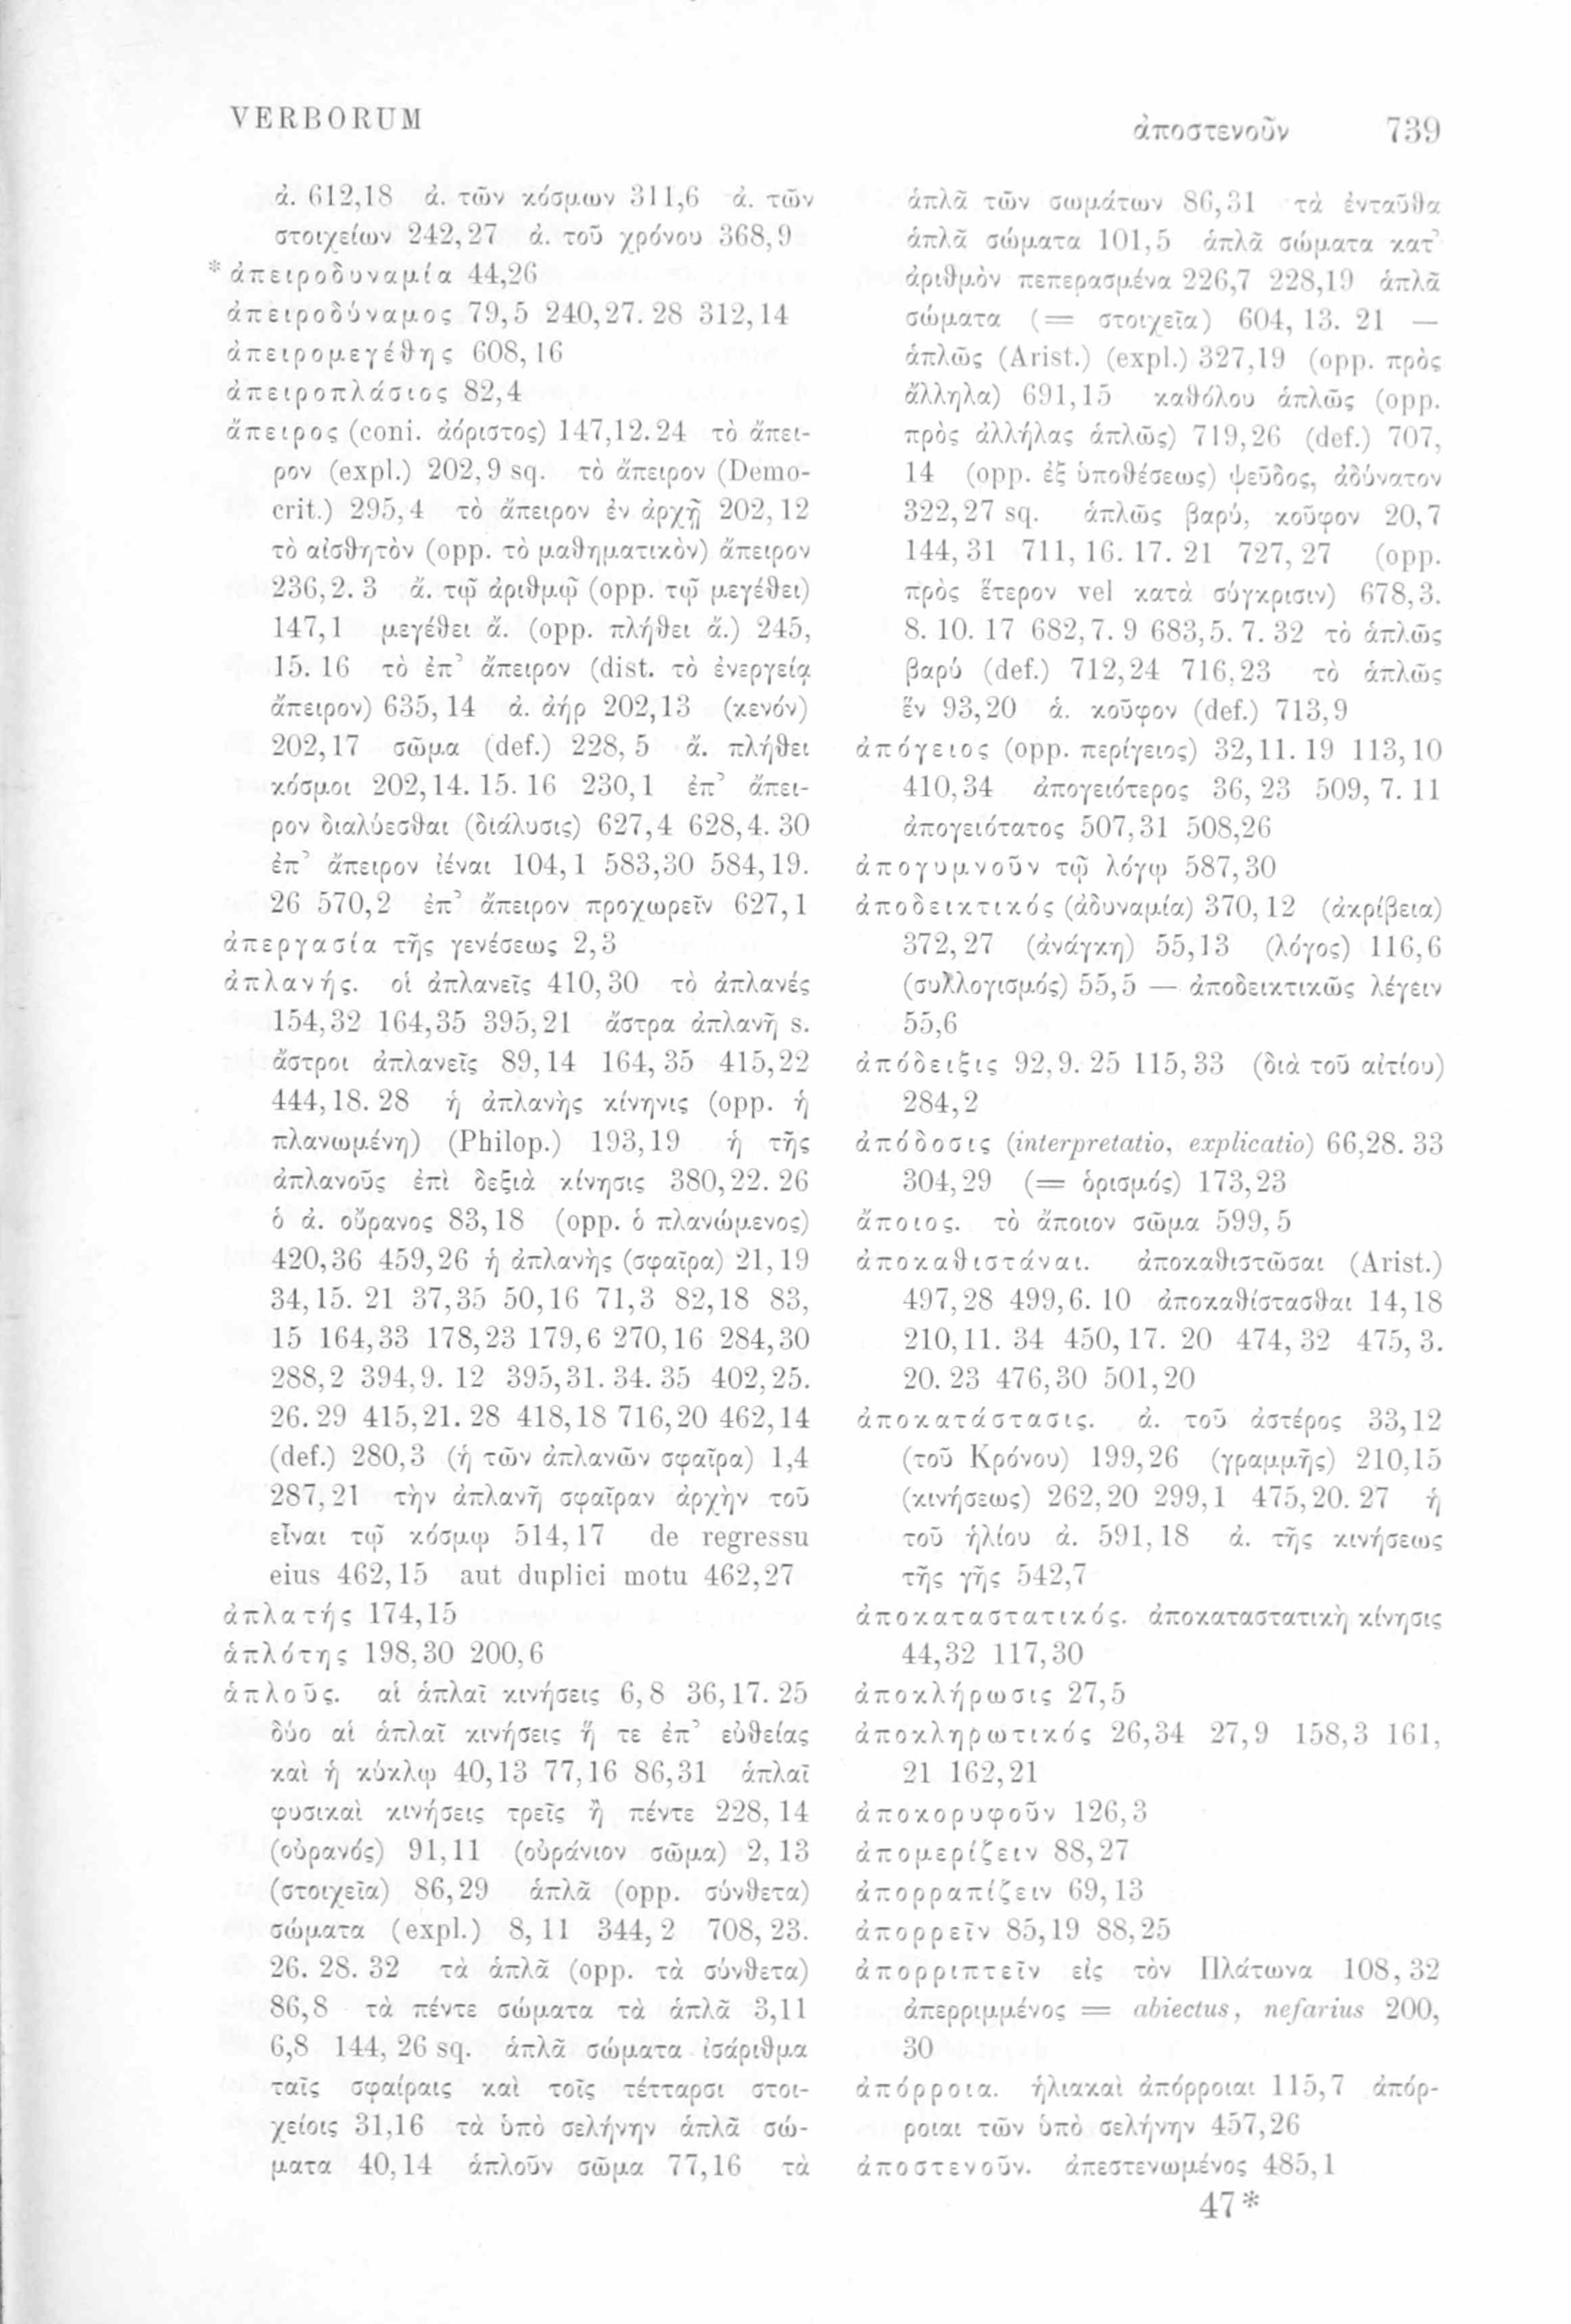 VERBORUM
ἀποστενοῦν 739
ἀ. 612,18 ἀ. τῶν κόσμων 311,6 ἀ. τῶν
στοιχείων 242,27 ἀ. τοῦ χρόνου 368,9
*ἀπειροδυναμία 44,26
ἀπειροδύναμος 79,5 240,27. 28 312,14
ἀπειρομεγέθης 608,16
ἀπειροπλάσιος 82,4
ἄπειρος (coni. ἀόριστος) 147,12. 24 τὸ ἄπει-
ρον (expl.) 202,9 sq. τὸ ἄπειρον (Demo-
crit.) 295,4 τὸ ἄπειρον ἐν ἀρχῇ 202,12
τὸ αἰσθητὸν (opp. τὸ μαθηματικὸν) ἄπειρον
236,2. 3 ἄ. τῷ ἀριθμῷ (opp. τῷ μεγέθει)
147,1 μεγέθει ἄ. (opp. πλήθει ἄ.) 245,
15. 16 τὸ ἐπ’ ἄπειρον (dist. τὸ ἐνεργείᾳ
ἄπειρον) 635,14 ἀ. ἀήρ 202,13 (κενόν)
202,17 σῶμα (def.) 228,5 ἄ. πλήθει
κόσμοι 202,14. 15. 16 230,1 ἐπ’ ἄπει-
ρον διαλύεσθαι (διάλυσις) 627,4 628,4. 30
ἐπ’ ἄπειρον ἰέναι 104,1 583,30 584,19.
26 570,2 ἐπ’ ἄπειρον προχωρεῖν 627,1
ἀπεργασία τῆς γενέσεως 2,3
ἀπλανής. οἱ ἀπλανεῖς 410,30 τὸ ἀπλανές
154,32 164,35 395,21 ἄστρα ἀπλανῆ s.
ἄστροι ἀπλανεῖς 89,14 164,35 415,22
444,18. 28 ἡ ἀπλανὴς κίνηνις (opp. ἡ
πλανωμένη) (Philop.) 193,19 ἡ τῆς
ἀπλανοῦς ἐπὶ δεξιὰ κίνησις 380,22. 26
ὁ ἀ. οὔρανος 83,18 (opp. ὁ πλανώμενος)
420,36 459,26 ἡ ἀπλανὴς (σφαῖρα) 21,19
34,15. 21 37,35 50,16 71,3 82,18 83,
15 164,33 178,23 179,6 270,16 284,30
288,2 394,9. 12 395,31. 34. 35 402,25.
26. 29 415,21. 28 418,18 716,20 462,14
(def.) 280,3 (ἡ τῶν ἀπλανῶν σφαῖρα) 1,4
287,21 τὴν ἀπλανῆ σφαῖραν ἀρχὴν τοῦ
εἶναι τῷ κόσμῳ 514,17 de regressu
eius 462,15 aut duplici motu 462,27
ἀπλατής 174,15
ἁπλότης 198,30 200,6
ἁπλοῦς. αἱ ἁπλαῖ κινήσεις 6,8 36,17. 25
δύο αἱ ἁπλαῖ κινήσεις ἥ τε ἐπ’ εὐθείας
καὶ ἡ κύκλῳ 40,13 77,16 86,31 ἁπλαῖ
φυσικαὶ κινήσεις τρεῖς ἢ πέντε 228,14
(οὐρανός) 91,11 (οὐράνιον σῶμα) 2,13
(στοιχεῖα) 86,29 ἁπλᾶ (opp. σύνθετα)
σώματα (expl.) 8,11 344,2 708,23.
26. 28. 32 τὰ ἁπλᾶ (opp. τὰ σύνθετα)
86,8 τὰ πέντε σώματα τὰ ἁπλᾶ 3,11
6,8 144,26 sq. ἁπλᾶ σώματα ἰσάριθμα
ταῖς σφαίραις καὶ τοῖς τέτταρσι στοι-
χείοις 31,16 τὰ ὑπὸ σελήνην ἁπλᾶ σώ-
ματα 40,14 ἁπλοῦν σῶμα 77,16 τὰ
ἁπλᾶ τῶν σωμάτων 86,31 τὰ ἐνταῦθα
ἁπλᾶ σώματα 101,5 ἁπλᾶ σώματα κατ’
ἀριθμὸν πεπερασμένα 226,7 228,19 ἁπλᾶ
σώματα (= στοιχεῖα) 604,13. 21 —
ἁπλῶς (Arist.) (expl.) 327,19 (opp. πρὸς
ἄλληλα) 691,15 καθόλου ἁπλῶς (opp.
πρὸς ἀλλήλας ἁπλῶς) 719,26 (def.) 707,
14 (opp. ἐξ ὑποθέσεως) ψεῦδος, ἀδύνατον
322,27 sq. ἁπλῶς βαρύ, κοῦφον 20,7
144,31 711,16. 17. 21 727,27 (opp.
πρὸς ἕτερον vel κατὰ σύγκρισιν) 678,3.
8. 10. 17 682,7. 9 683,5. 7. 32 τὸ ἁπλῶς
βαρύ (def.) 712,24 716,23 τὸ ἁπλῶς
ἕν 93,20 ἁ. κοῦφον (def.) 713,9
ἀπόγειος (opp. περίγειος) 32,11. 19 113,10
410,34 ἀπογειότερος 36,23 509,7. 11
ἀπογειότατος 507,31 508,26
ἀπογυμνοῦν τῷ λόγῳ 587,30
ἀποδεικτικός (ἀδυναμία) 370,12 (ἀκρίβεια)
372,27 (ἀνάγκη) 55,13 (λόγος) 116,6
(συλλογισμός) 55,5 — ἀποδεικτικῶς λέγειν
55,6
ἀπόδειξις 92,9. 25 115,33 (διὰ τοῦ αἰτίου)
284,2
ἀπόδοσις (interpretatio, explicatio) 66,28. 33
304,29 (= ὁρισμός) 173,23
ἄποιος. τὸ ἄποιον σῶμα 599,5
ἀποκαθιστάναι. ἀποκαθιστῶσαι (Arist.)
497,28 499,6. 10 ἀποκαθίστασθαι 14,18
210,11. 34 450,17. 20 474,32 475,3.
20. 23 476,30 501,20
ἀποκατάστασις. ἀ. τοῦ ἀστέρος 33,12
(τοῦ Κρόνου) 199,26 (γραμμῆς) 210,15
(κινήσεως) 262,20 299,1 475,20. 27 ἡ
τοῦ ἡλίου ἀ. 591,18 ἀ. τῆς κινήσεως
τῆς γῆς 542,7
ἀποκαταστατικός. ἀποκαταστατικὴ κίνησις
44,32 117,30
ἀποκλήρωσις 27,5
ἀποκληρωτικός 26,34 27,9 158,3 161,
21 162,21
ἀποκορυφοῦν 126,3
ἀπομερίζειν 88,27
ἀπορραπίζειν 69,13
ἀπορρεῖν 85,19 88,25
ἀπορριπτεῖν εἰς τὸν Πλάτωνα 108,32
ἀπερριμμένος = abiectus, nefarius 200,
30
ἀπόρροια. ἡλιακαὶ ἀπόρροιαι 115,7 ἀπόρ-
ροιαι τῶν ὑπὸ σελήνην 457,26
ἀποστενοῦν. ἀπεστενωμένος 485,1
47*